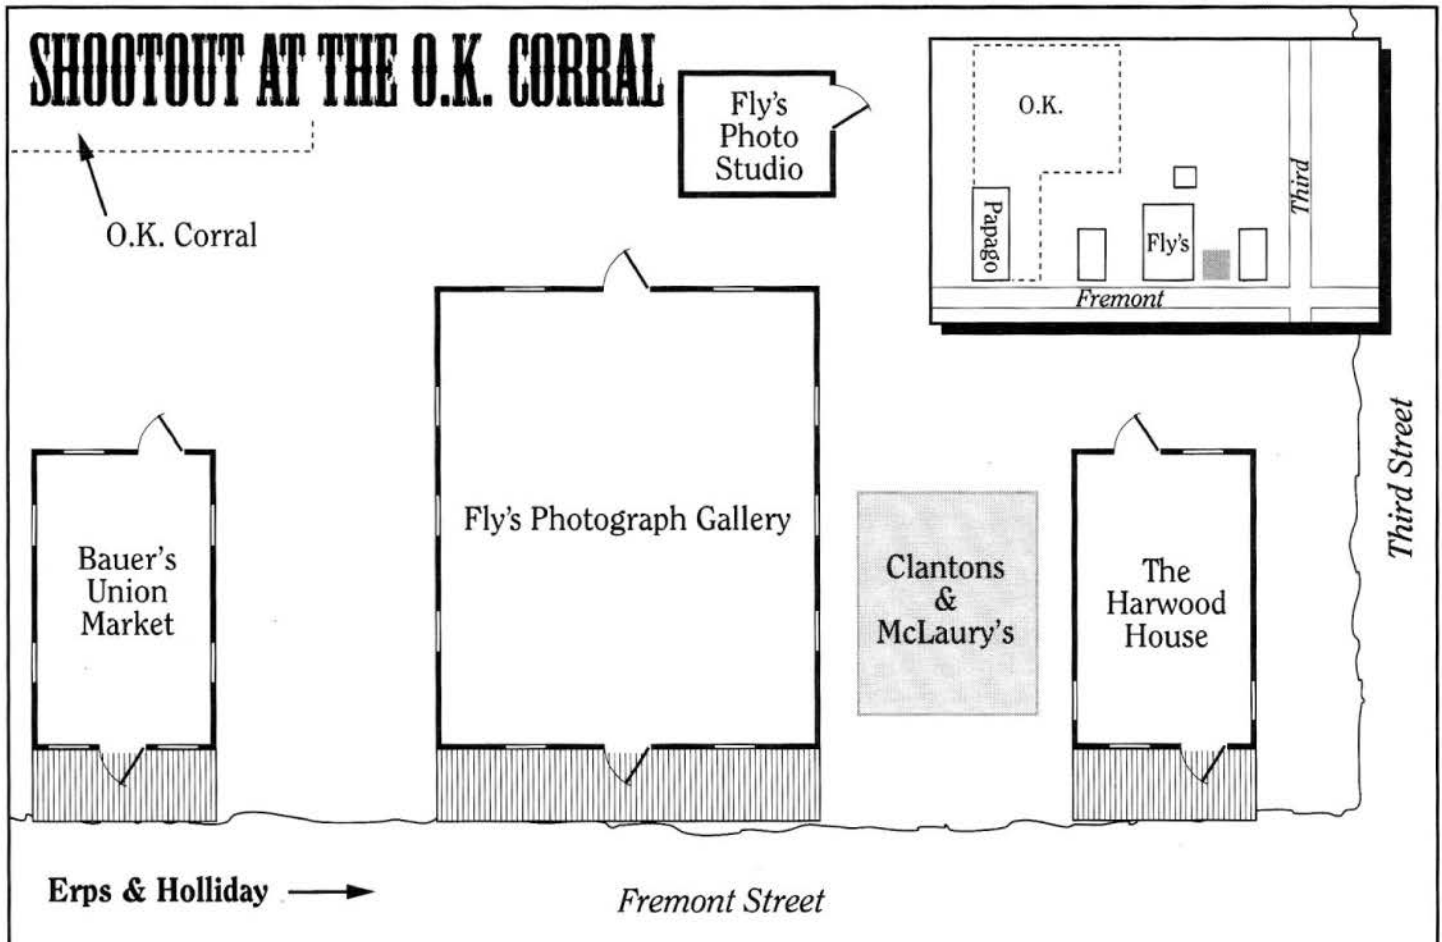 SHOOTOUT AT THE O.K. CORRAL
O.K. Corral
Fly's
Photo
Studio
O.K.
Papago
Fly's
Third
Fremont
Bauer's
Union
Market
Fly's Photograph Gallery
Clantons
&
McLaury's
The
Harwood
House
Third Street
Erps & Holliday
Fremont Street